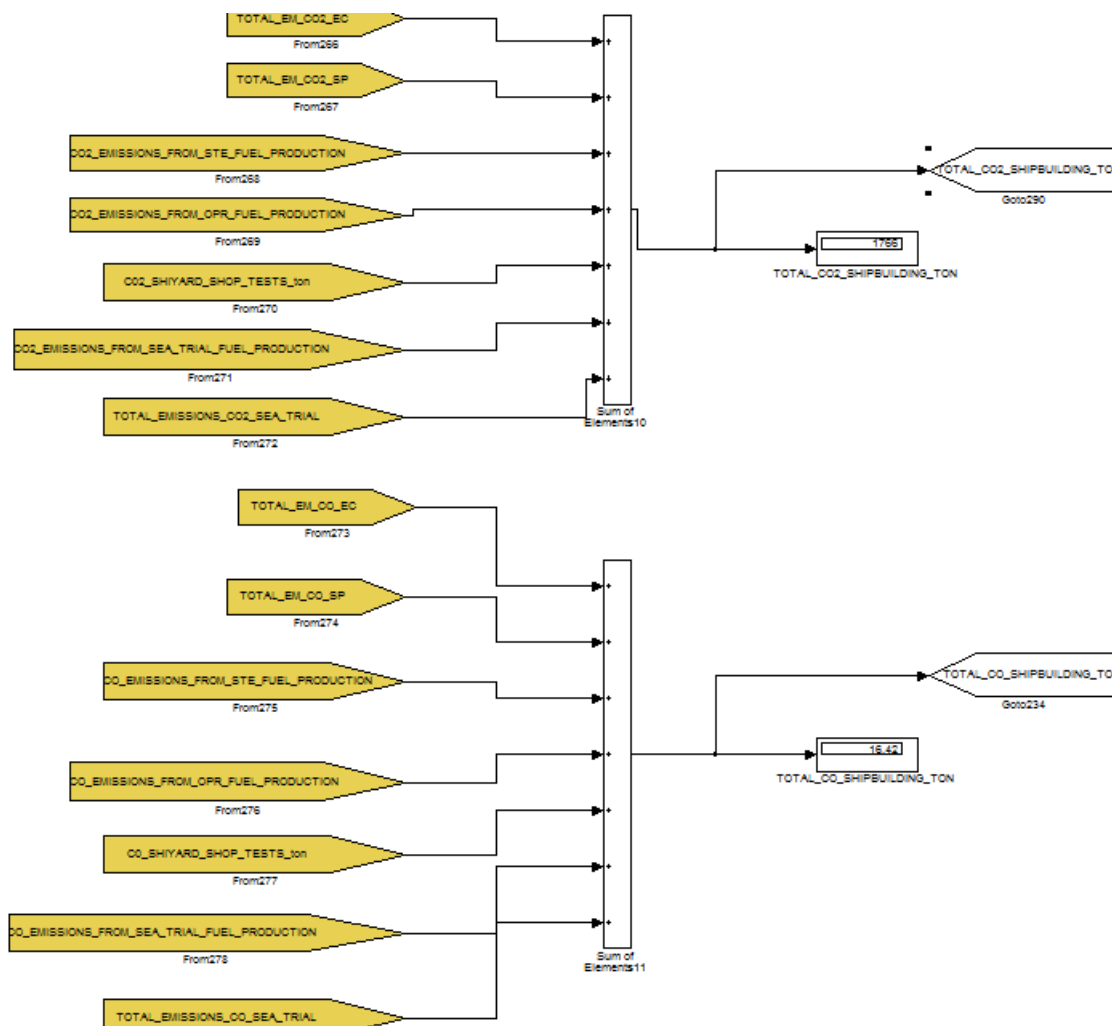 TOTAL_EM_CO2_EC
From266
TOTAL_EM_CO2_SP
From267
CO2_EMISSIONS_FROM_STE_FUEL_PRODUCTION
From268
CO2_EMISSIONS_FROM_OPR_FUEL_PRODUCTION
From269
C02_SHIYARD_SHOP_TESTS_ton
From270
CO2_EMISSIONS_FROM_SEA_TRIAL_FUEL_PRODUCTION
From271
TOTAL_EMISSIONS_CO2_SEA_TRIAL
From272
+
+
+
+
+
+
+
Sum of
Elements10
TOTAL_CO2_SHIPBUILDING_TON
Goto290
1766
TOTAL_CO2_SHIPBUILDING_TON
TOTAL_EM_CO_EC
From273
TOTAL_EM_CO_SP
From274
CO_EMISSIONS_FROM_STE_FUEL_PRODUCTION
From275
CO_EMISSIONS_FROM_OPR_FUEL_PRODUCTION
From276
C0_SHIYARD_SHOP_TESTS_ton
From277
CO_EMISSIONS_FROM_SEA_TRIAL_FUEL_PRODUCTION
From278
TOTAL_EMISSIONS_CO_SEA_TRIAL
+
+
+
+
+
+
+
Sum of
Elements11
TOTAL_CO_SHIPBUILDING_TO
Goto234
16.42
TOTAL_CO_SHIPBUILDING_TON